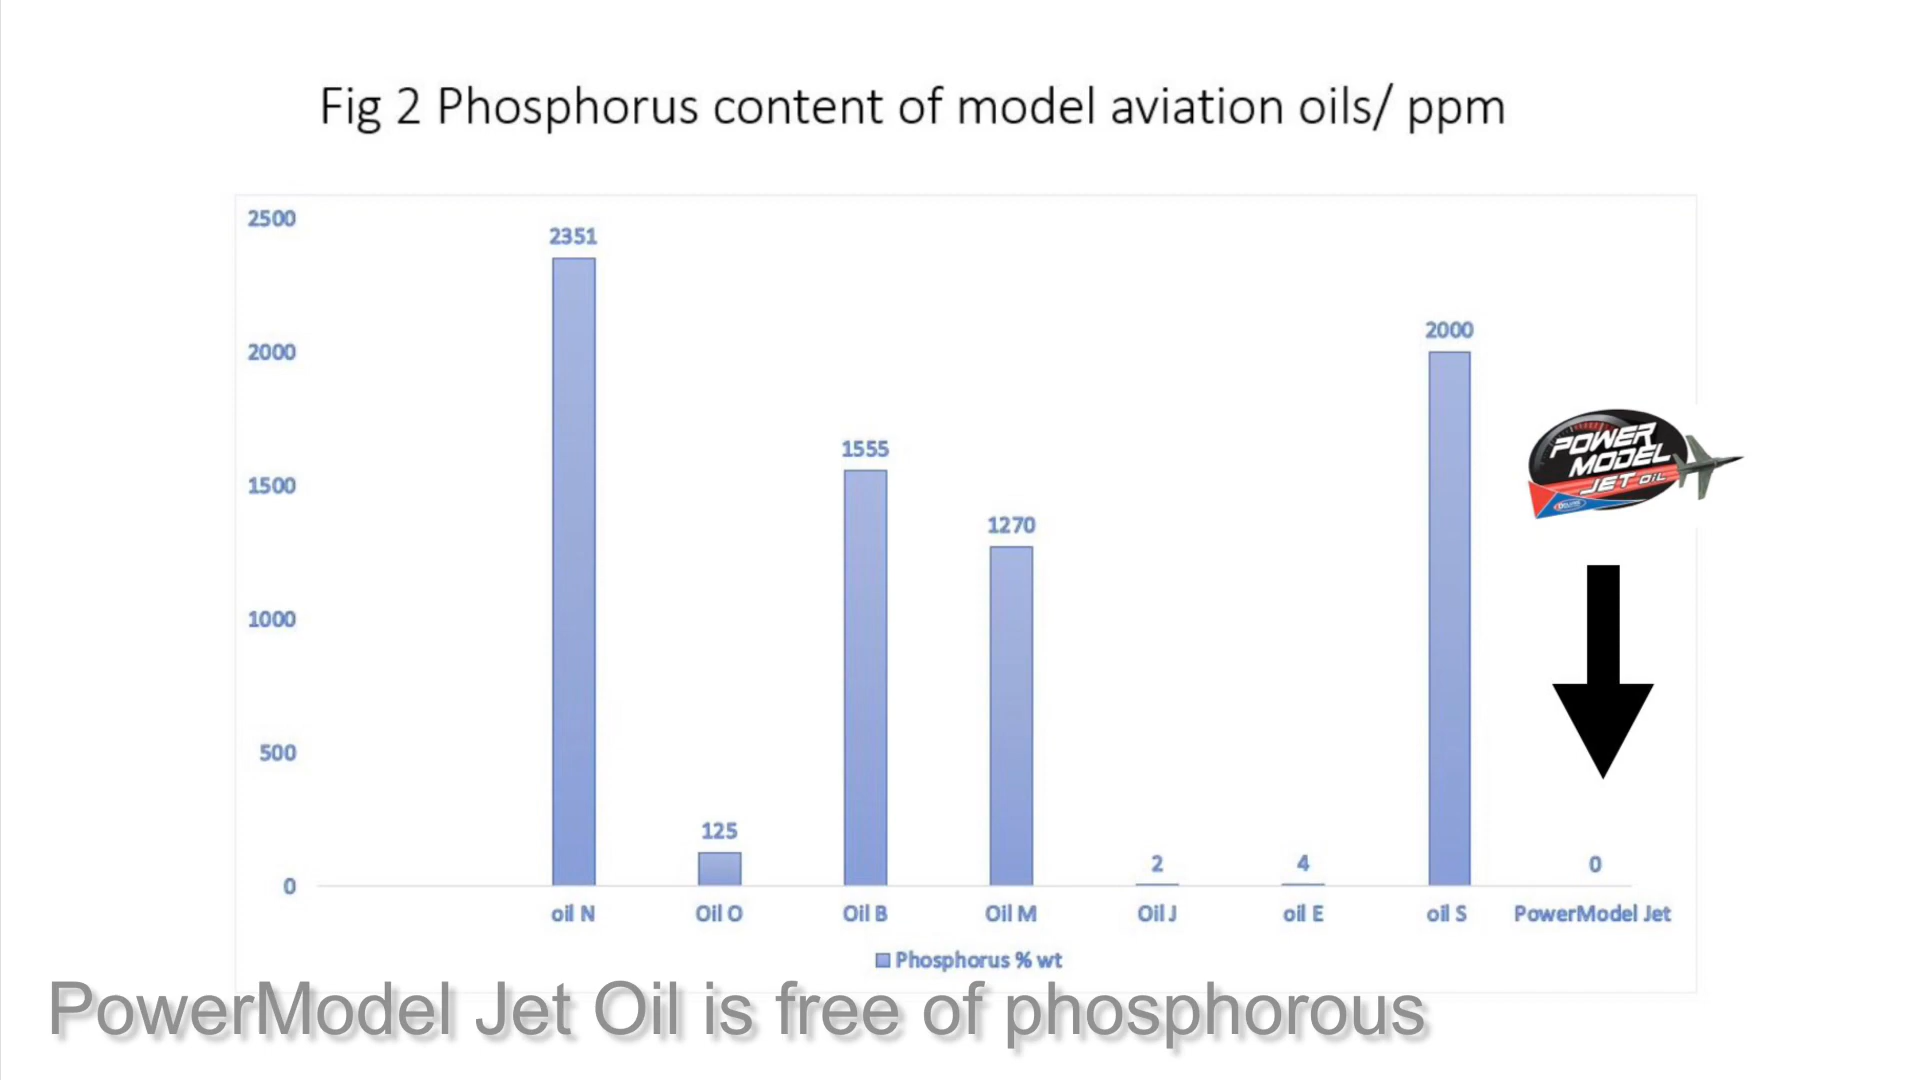 Fig 2 Phosphorus content of model aviation oils/ ppm
2500
2000
1500
1000
500
0
2351
125
1555
1270
2
4
2000
0
POWER
MODEL
JET OIL
oil N
Oil O
Oil B
Oil M
Oil J
oil E
oil S
PowerModel Jet
Phosphorus % wt
PowerModel Jet Oil is free of phosphorous